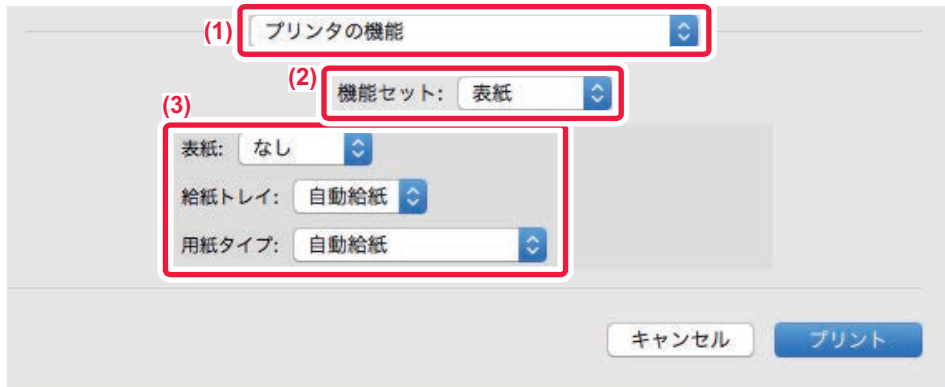 (1) プリンタの機能
(2) 機能セット: 表紙
(3)
表紙: なし
給紙トレイ: 自動給紙
用紙タイプ: 自動給紙
キャンセル プリント